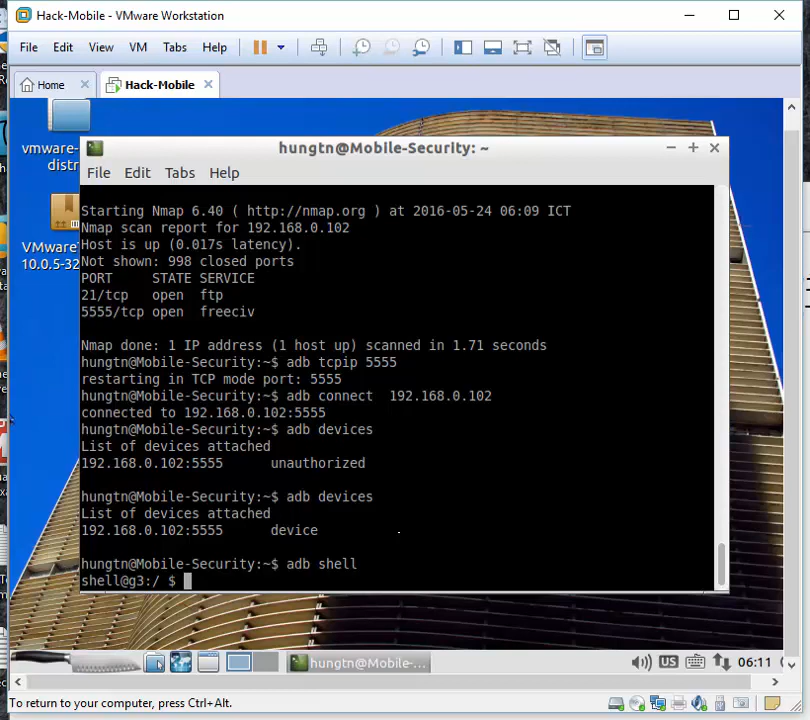 Hack-Mobile - VMware Workstation
File Edit View VM Tabs Help
Home Hack-Mobile
vmware-
distr
VMwareT
10.0.5-32
hungtn@Mobile-Security: ~
File Edit Tabs Help
Starting Nmap 6.40 ( http://nmap.org ) at 2016-05-24 06:09 ICT
Nmap scan report for 192.168.0.102
Host is up (0.017s latency).
Not shown: 998 closed ports
PORT STATE SERVICE
21/tcp open ftp
5555/tcp open freeciv
Nmap done: 1 IP address (1 host up) scanned in 1.71 seconds
hungtn@Mobile-Security:~$ adb tcpip 5555
restarting in TCP mode port: 5555
hungtn@Mobile-Security:~$ adb connect  192.168.0.102
connected to 192.168.0.102:5555
hungtn@Mobile-Security:~$ adb devices
List of devices attached
192.168.0.102:5555 unauthorized
hungtn@Mobile-Security:~$ adb devices
List of devices attached
192.168.0.102:5555 device
hungtn@Mobile-Security:~$ adb shell
shell@g3:/ $
hungtn@Mobile-... US 06:11
To return to your computer, press Ctrl+Alt.